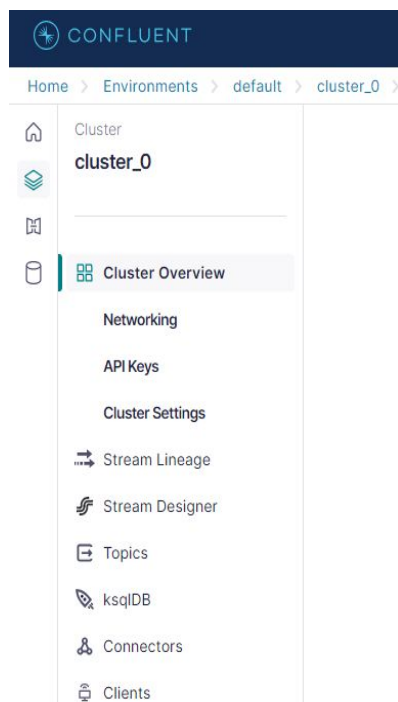 CONFLUENT
Home > Environments > default > cluster_0 >
Cluster
cluster_0
Cluster Overview
Networking
API Keys
Cluster Settings
Stream Lineage
Stream Designer
Topics
ksqlDB
Connectors
Clients